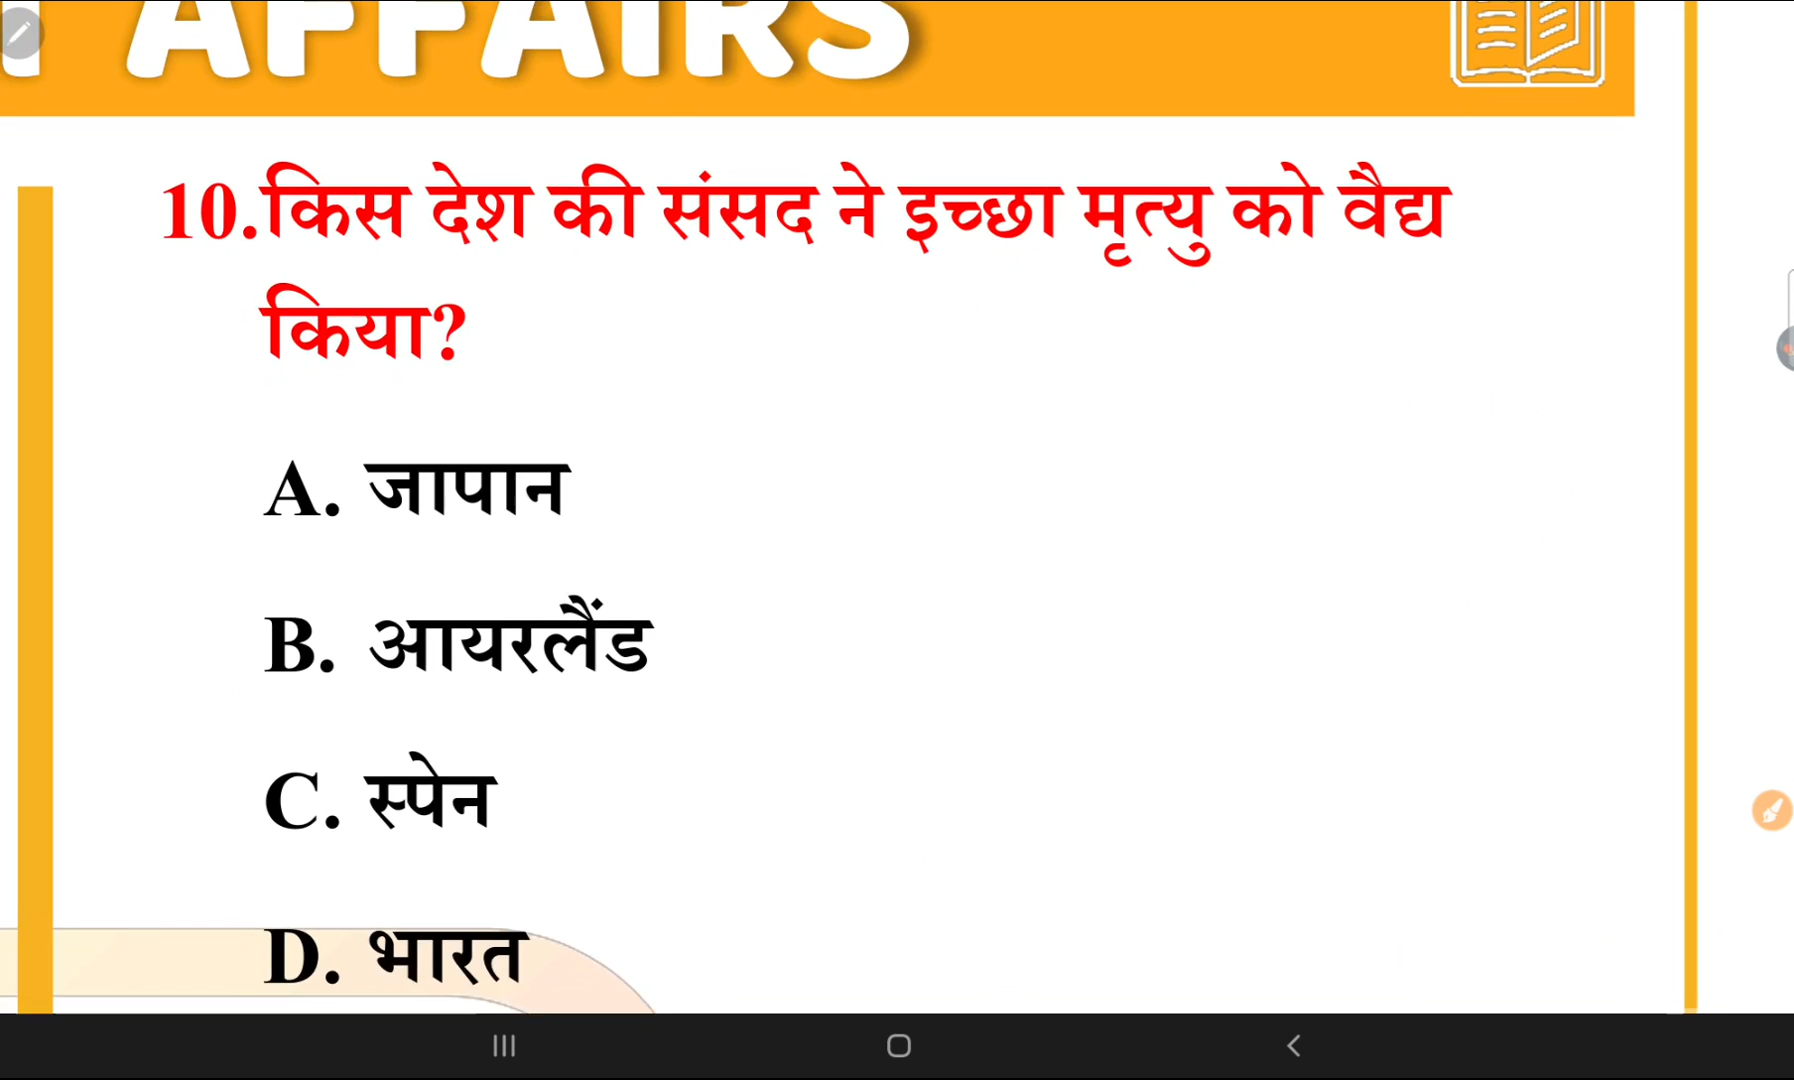 AFFAIRS
10.किस देश की संसद ने इच्छा मृत्यु को वैद्य
किया?
A. जापान
B. आयरलैंड
C. स्पेन
D. भारत